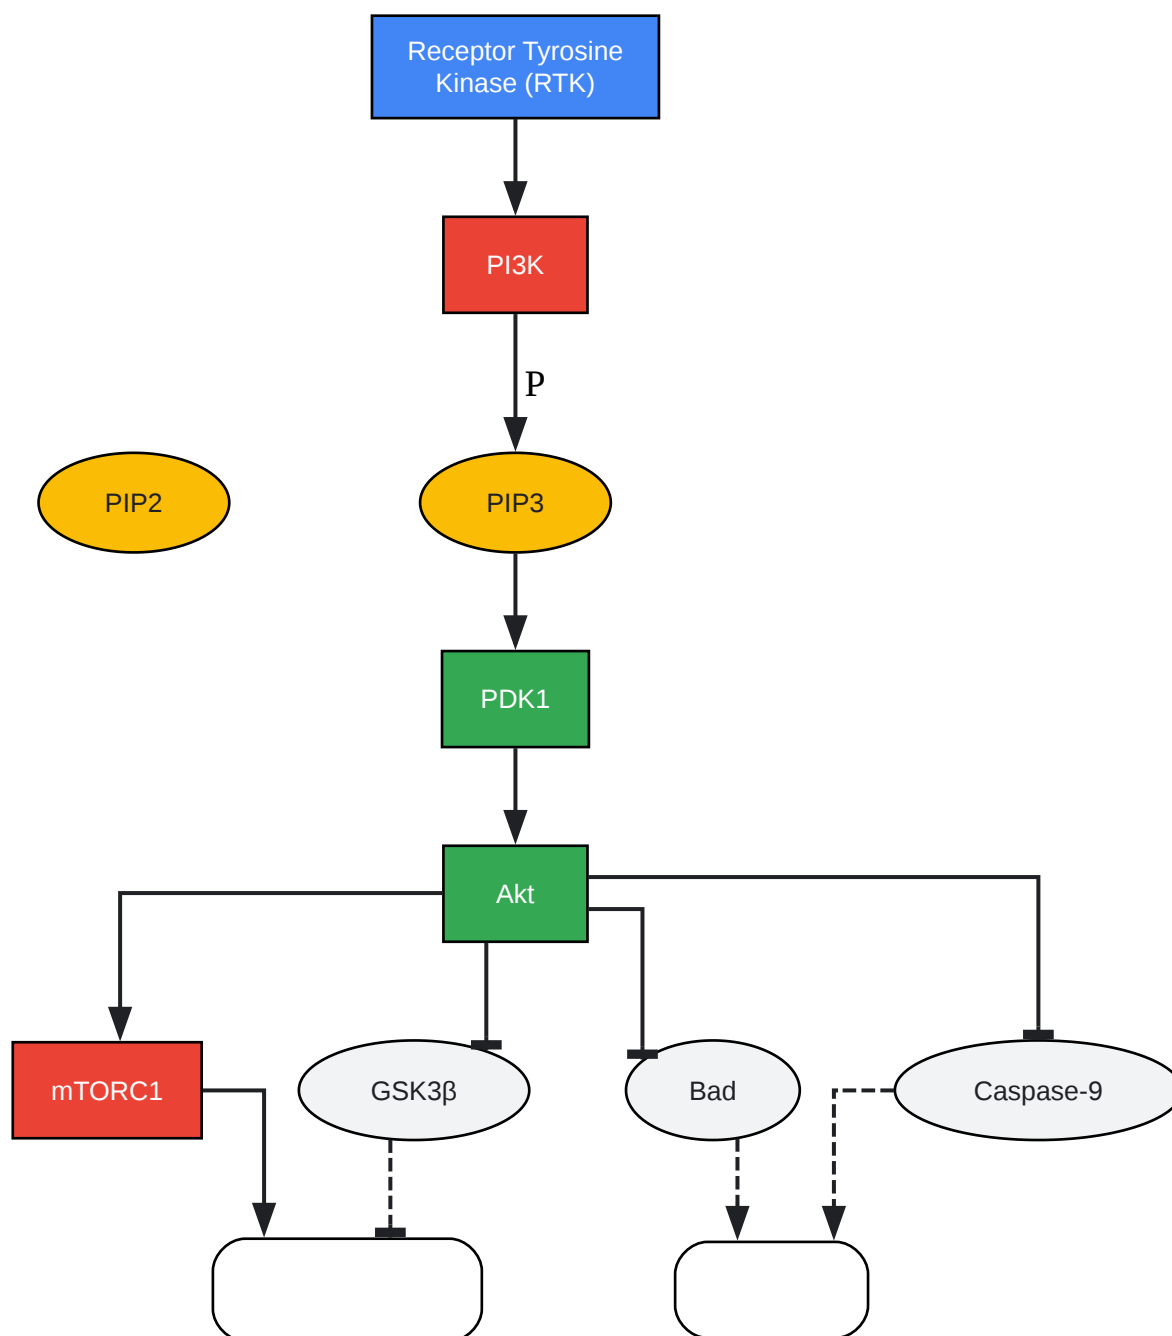 Receptor Tyrosine
Kinase (RTK)
PI3K
P
PIP2
PIP3
PDK1
Akt
mTORC1
GSK3β
Bad
Caspase-9